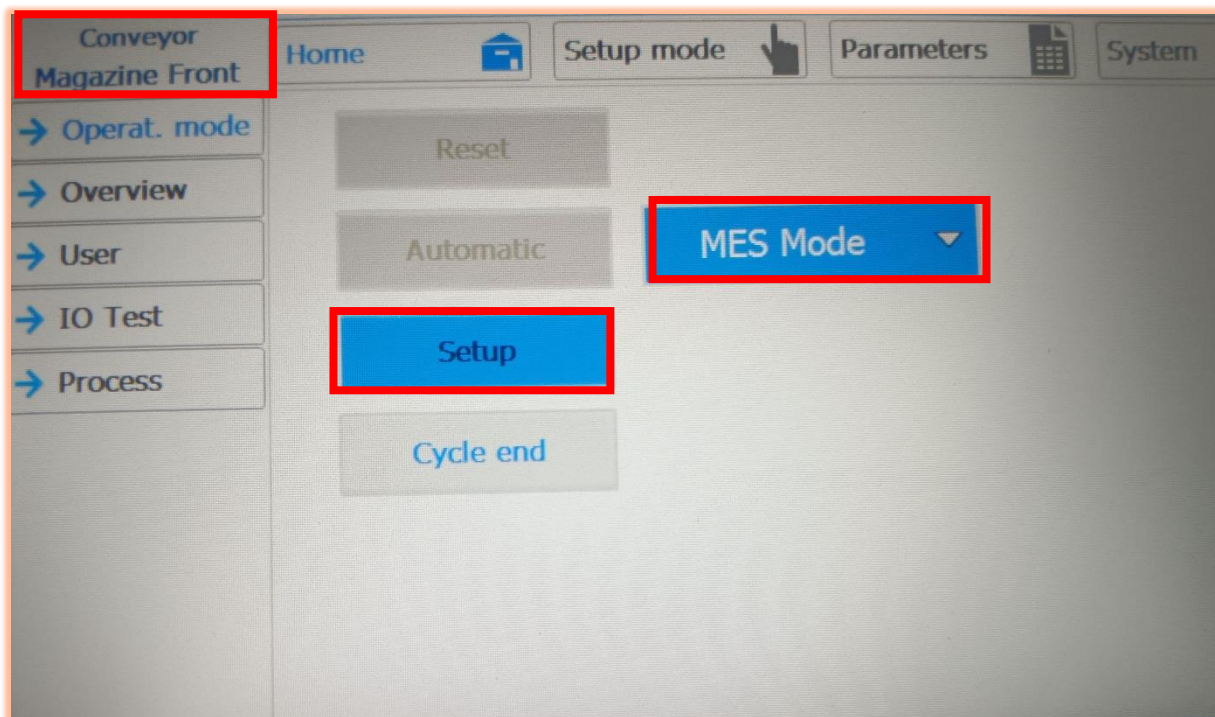 Conveyor
Magazine Front
Home
Setup mode
Parameters
System
Operat. mode
Overview
User
IO Test
Process
Reset
Automatic
MES Mode
Setup
Cycle end